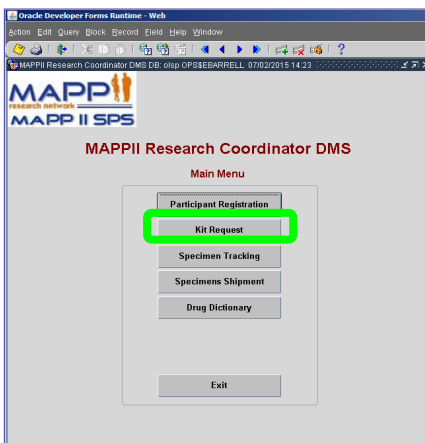 Oracle Developer Forms Runtime - Web
Action Edit Query Block Record Field Help Window
?
MAPPII Research Coordinator DMS DB: olsp OPS$EBARRELL 07/02/2015 14:23
MAPP
research network
MAPP II SPS
MAPPII Research Coordinator DMS
Main Menu
Participant Registration
Kit Request
Specimen Tracking
Specimens Shipment
Drug Dictionary
Exit